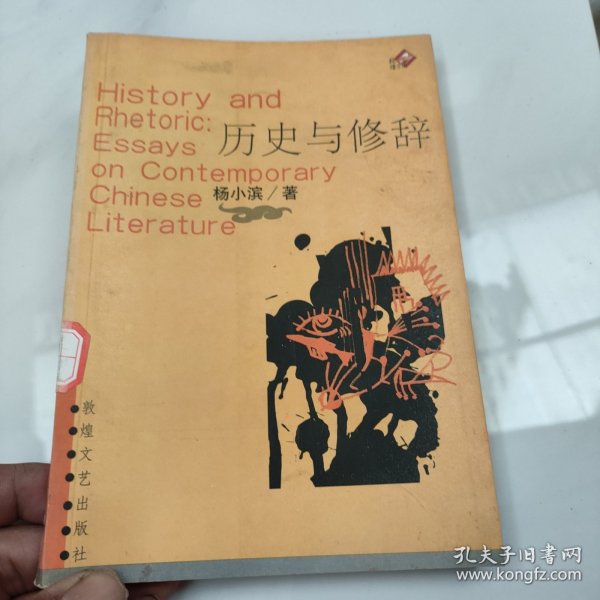 History and
Rhetoric:
Essays
on Contemporary
Chinese
Literature
历史与修辞
杨小滨/著
敦煌文艺出版社
孔夫子旧书网
www.kongfz.com